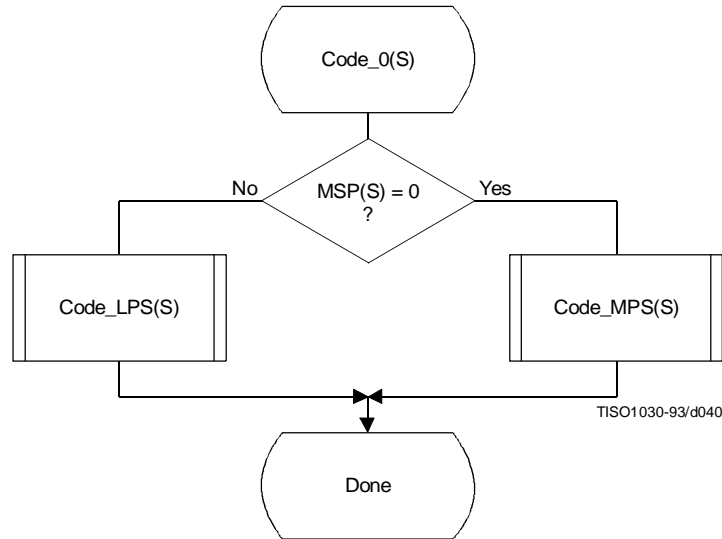 Code_0(S)
No
MSP(S) = 0
?
Yes
Code_LPS(S)
Code_MPS(S)
TISO1030-93/d040
Done